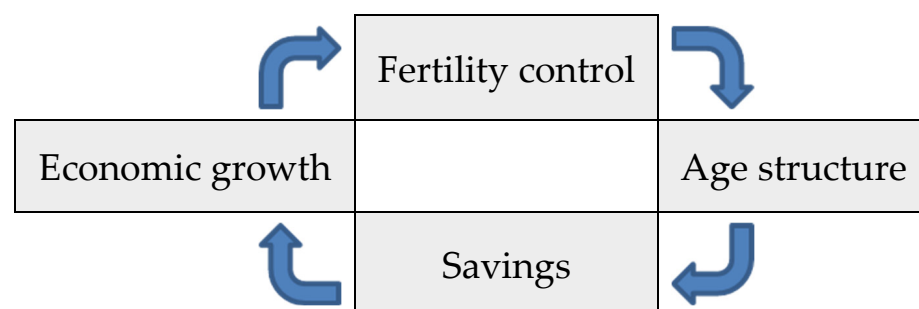 Fertility control
Economic growth
Age structure
Savings